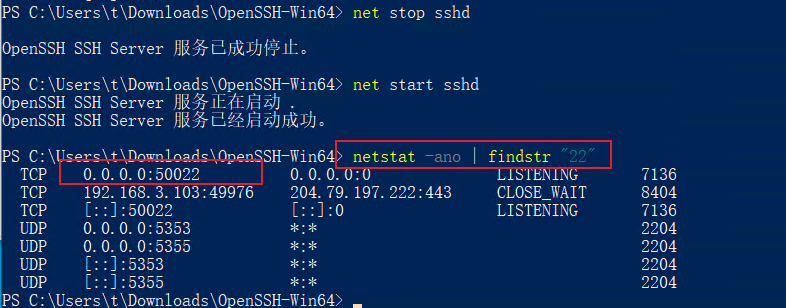 PS C:\Users\t\Downloads\OpenSSH-Win64> net stop sshd
OpenSSH SSH Server 服务已成功停止。
PS C:\Users\t\Downloads\OpenSSH-Win64> net start sshd
OpenSSH SSH Server 服务正在启动 .
OpenSSH SSH Server 服务已经启动成功。
PS C:\Users\t\Downloads\OpenSSH-Win64> netstat -ano | findstr "22"
TCP 0.0.0.0:50022 0.0.0.0:0 LISTENING 7136
TCP 192.168.3.103:49976 204.79.197.222:443 CLOSE_WAIT 8404
TCP [::]:50022 [::]:0 LISTENING 7136
UDP 0.0.0.0:5353 *:* 2204
UDP 0.0.0.0:5355 *:* 2204
UDP [::]:5353 *:* 2204
UDP [::]:5355 *:* 2204
PS C:\Users\t\Downloads\OpenSSH-Win64>